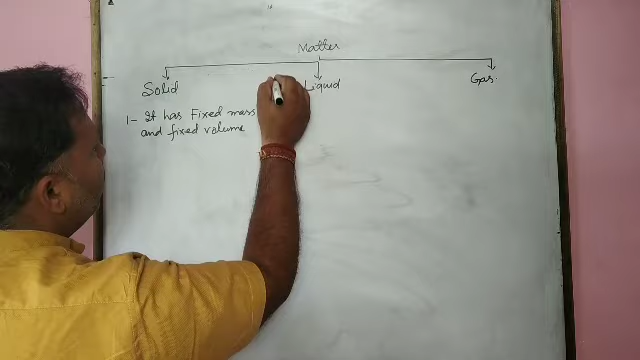 Matter
Solid Liquid Gas.
1- It has Fixed mass
and fixed volume